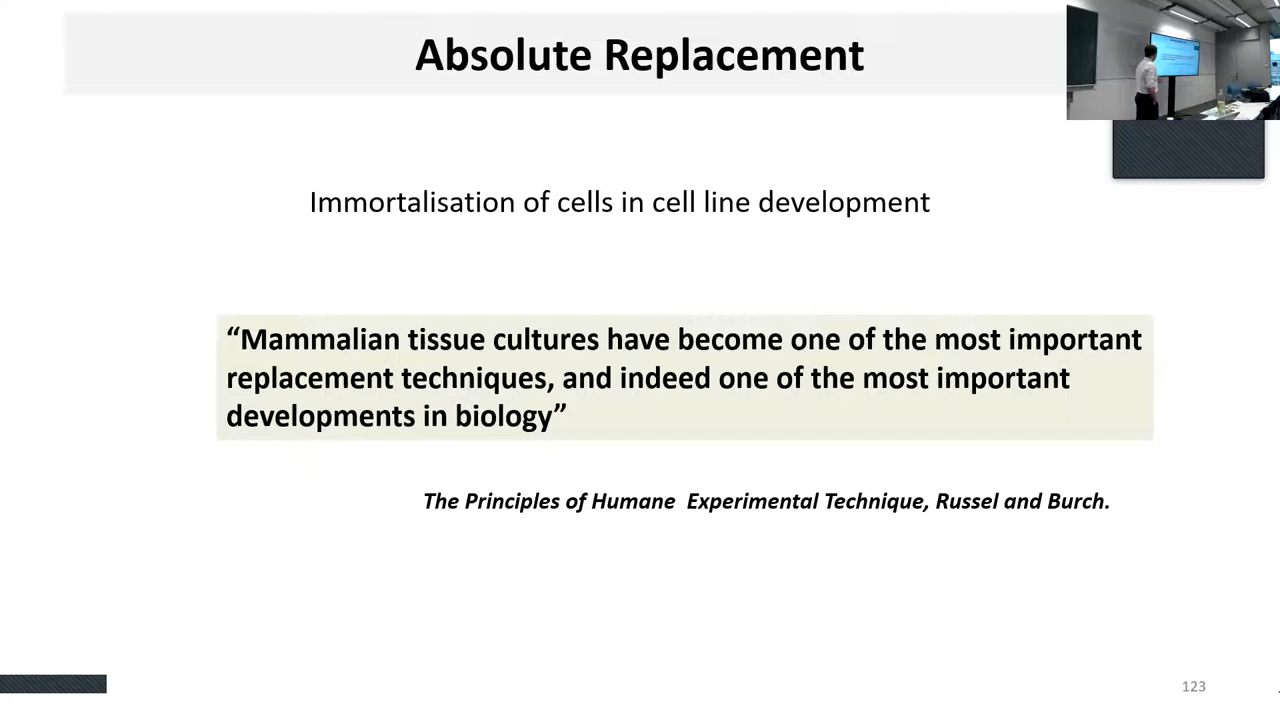 Absolute Replacement
Immortalisation of cells in cell line development
“Mammalian tissue cultures have become one of the most important
replacement techniques, and indeed one of the most important
developments in biology”
The Principles of Humane  Experimental Technique, Russel and Burch.
123